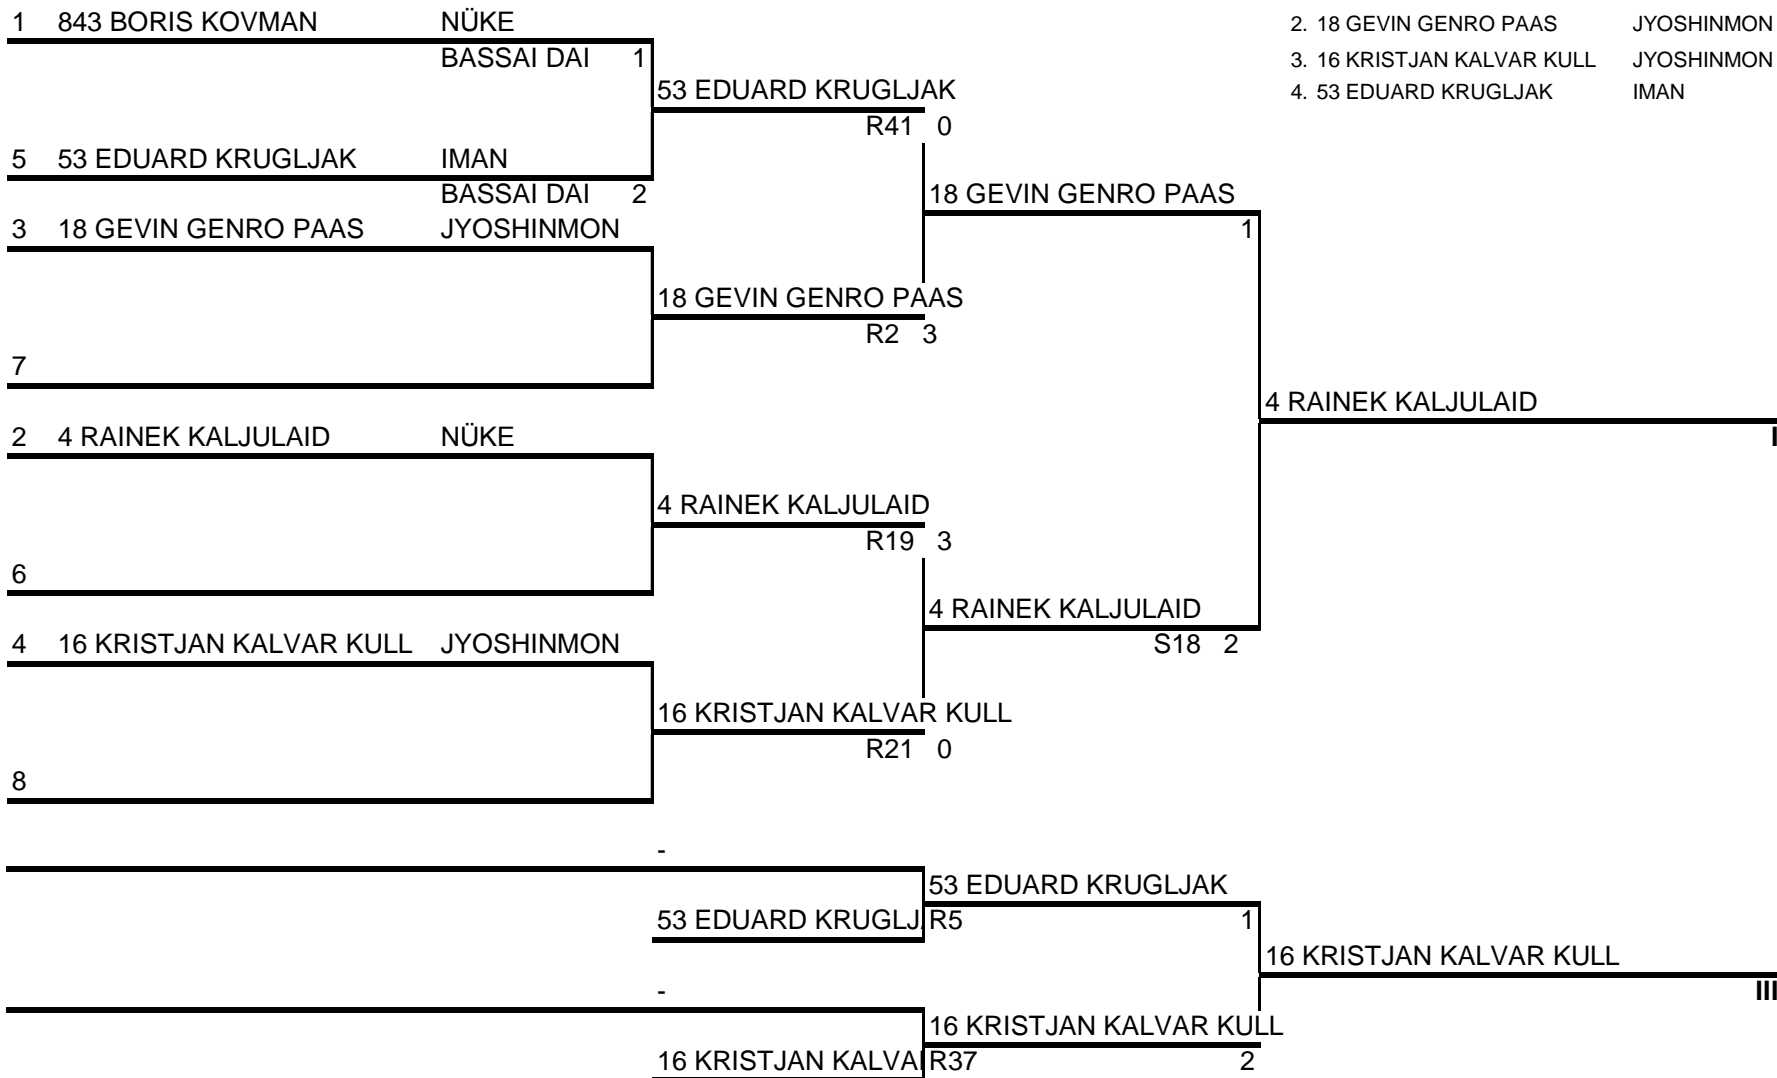 1 843 BORIS KOVMAN NÜKE
2. 18 GEVIN GENRO PAAS JYOSHINMON
BASSAI DAI 1
3. 16 KRISTJAN KALVAR KULL JYOSHINMON
53 EDUARD KRUGLJAK
4. 53 EDUARD KRUGLJAK IMAN
R41 0
5 53 EDUARD KRUGLJAK IMAN
BASSAI DAI 2
18 GEVIN GENRO PAAS
3 18 GEVIN GENRO PAAS JYOSHINMON
1
18 GEVIN GENRO PAAS
R2 3
7
4 RAINEK KALJULAID
2 4 RAINEK KALJULAID NÜKE
I
4 RAINEK KALJULAID
R19 3
6
4 RAINEK KALJULAID
4 16 KRISTJAN KALVAR KULL JYOSHINMON
S18 2
16 KRISTJAN KALVAR KULL
R21 0
8
-
53 EDUARD KRUGLJAK
53 EDUARD KRUGLJ R5 1
16 KRISTJAN KALVAR KULL
-
III
16 KRISTJAN KALVAR KULL
16 KRISTJAN KALVA R37 2